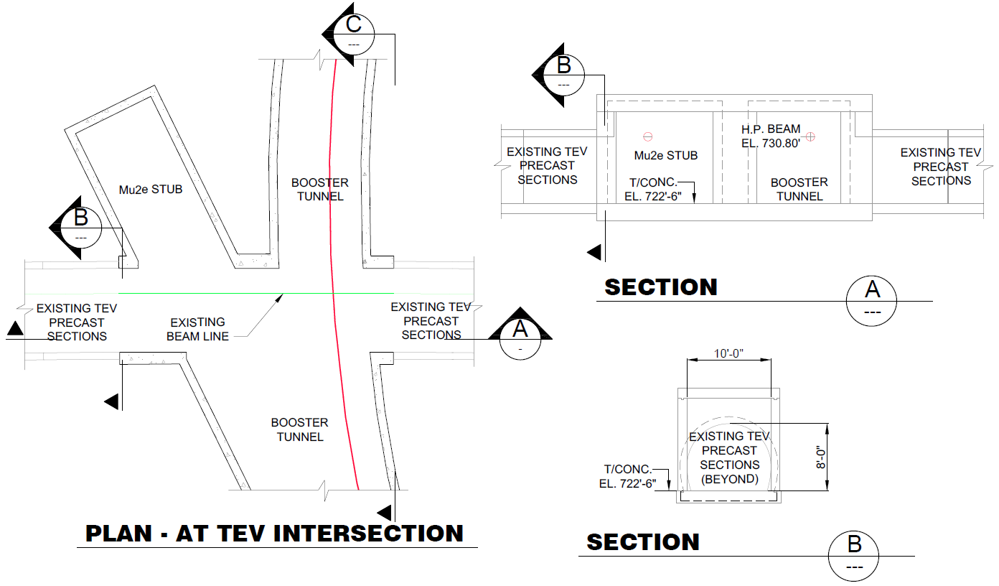 C
---
Mu2e STUB
BOOSTER
TUNNEL
B
---
EXISTING TEV
PRECAST
SECTIONS
EXISTING
BEAM LINE
EXISTING TEV
PRECAST
SECTIONS
A
-
BOOSTER
TUNNEL
PLAN - AT TEV INTERSECTION
B
---
EXISTING TEV
PRECAST
SECTIONS
Mu2e STUB
T/CONC.
EL. 722'-6"
H.P. BEAM
EL. 730.80'
BOOSTER
TUNNEL
EXISTING TEV
PRECAST
SECTIONS
SECTION
A
---
10'-0"
EXISTING TEV
PRECAST
SECTIONS
(BEYOND)
8'-0"
T/CONC.
EL. 722'-6"
SECTION
B
---